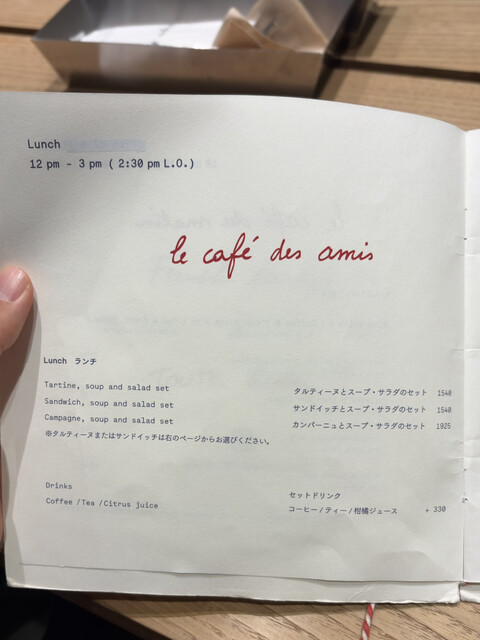 Lunch
12 pm - 3 pm ( 2:30 pm L.O.)
le café des amis
Lunch ランチ
Tartine, soup and salad set タルティーヌとスープ・サラダのセット 1540
Sandwich, soup and salad set サンドイッチとスープ・サラダのセット 1540
Campagne, soup and salad set カンパーニュとスープ・サラダのセット 1925
※タルティーヌまたはサンドイッチは右のページからお選びください。
Drinks セットドリンク
Coffee /Tea /Citrus juice コーヒー/ティー/柑橘ジュース + 330